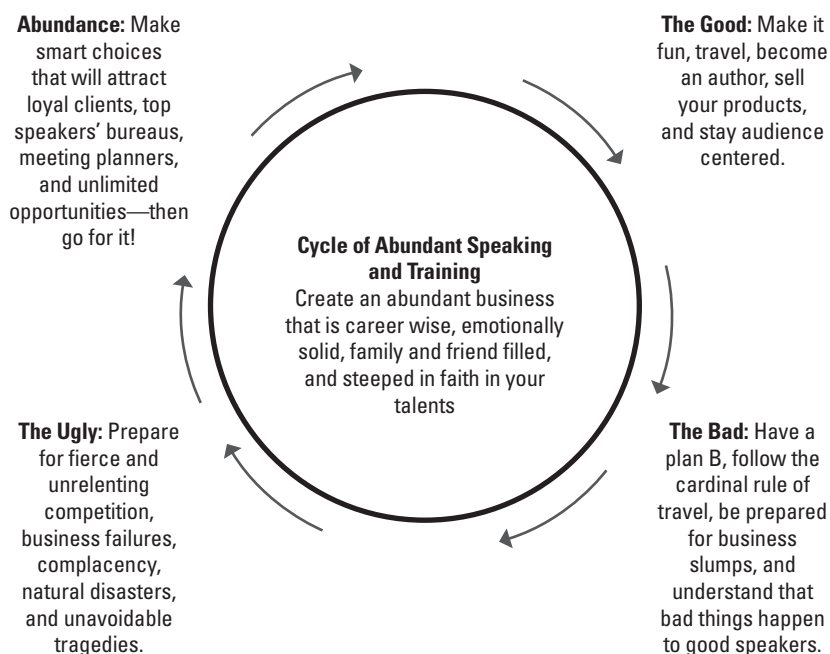 Abundance: Make
smart choices
that will attract
loyal clients, top
speakers’ bureaus,
meeting planners,
and unlimited
opportunities—then
go for it!
The Good: Make it
fun, travel, become
an author, sell
your products,
and stay audience
centered.
Cycle of Abundant Speaking
and Training
Create an abundant business
that is career wise, emotionally
solid, family and friend filled,
and steeped in faith in your
talents
The Ugly: Prepare
for fierce and
unrelenting
competition,
business failures,
complacency,
natural disasters,
and unavoidable
tragedies.
The Bad: Have a
plan B, follow the
cardinal rule of
travel, be prepared
for business
slumps, and
understand that
bad things happen
to good speakers.